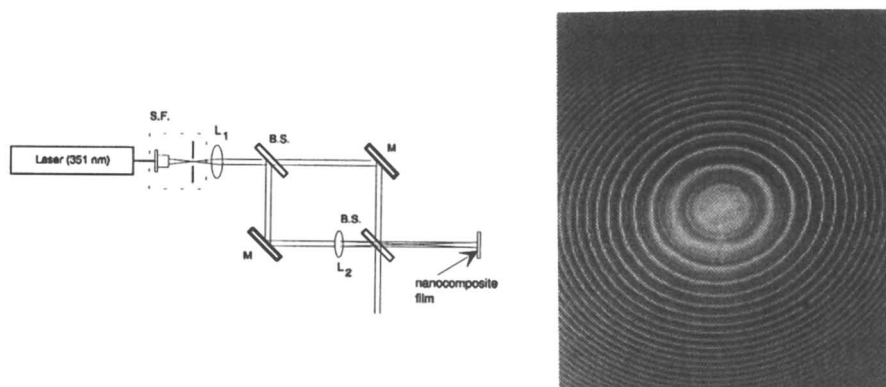 S.F.
L1
B.S.
M
Laser (351 nm)
B.S.
M
L2
nanocomposite
film